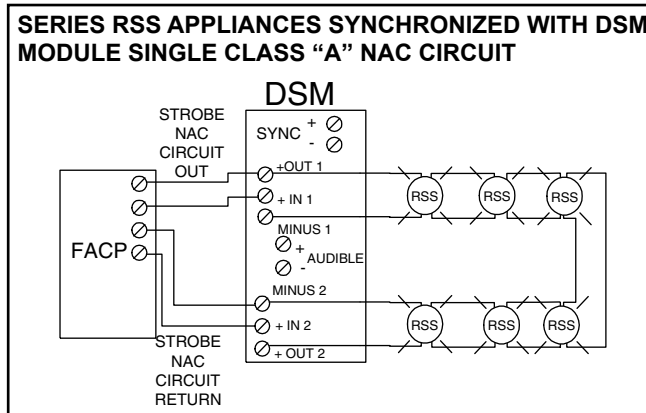 SERIES RSS APPLIANCES SYNCHRONIZED WITH DSM
MODULE SINGLE CLASS “A” NAC CIRCUIT
DSM
STROBE
NAC
CIRCUIT
OUT
SYNC + -
+OUT 1
+ IN 1
MINUS 1
+
AUDIBLE
-
MINUS 2
+ IN 2
+ OUT 2
FACP
RSS RSS RSS
RSS RSS RSS
STROBE
NAC
CIRCUIT
RETURN